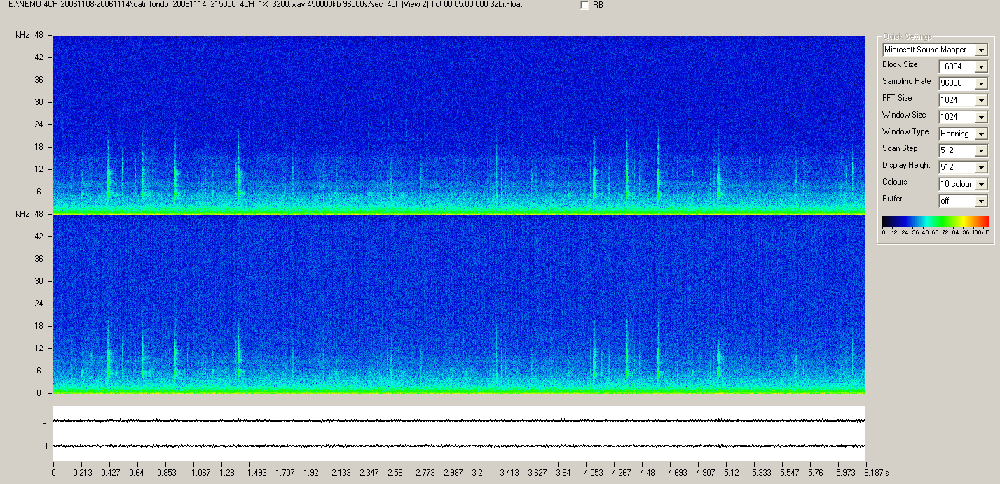 E:\NEMO 4CH 20061108-20061114\dati_fondo_20061114_215000_4CH_1X_3200.wav 450000kb 96000s/sec 4ch (View 2) Tot 00:05:00.000 32bitFloat RB
kHz 48
42
36
30
24
18
12
6
kHz 48
42
36
30
24
18
12
6
0
L
R
0 0.213 0.427 0.64 0.853 1.067 1.28 1.493 1.707 1.92 2.133 2.347 2.56 2.773 2.987 3.2 3.413 3.627 3.84 4.053 4.267 4.48 4.693 4.907 5.12 5.333 5.547 5.76 5.973 6.187 s
Quick Settings
Microsoft Sound Mapper
Block Size 16384
Sampling Rate 96000
FFT Size 1024
Window Size 1024
Window Type Hanning
Scan Step 512
Display Height 512
Colours 10 colour
Buffer off
0 12 24 36 48 60 72 84 96 108 dB